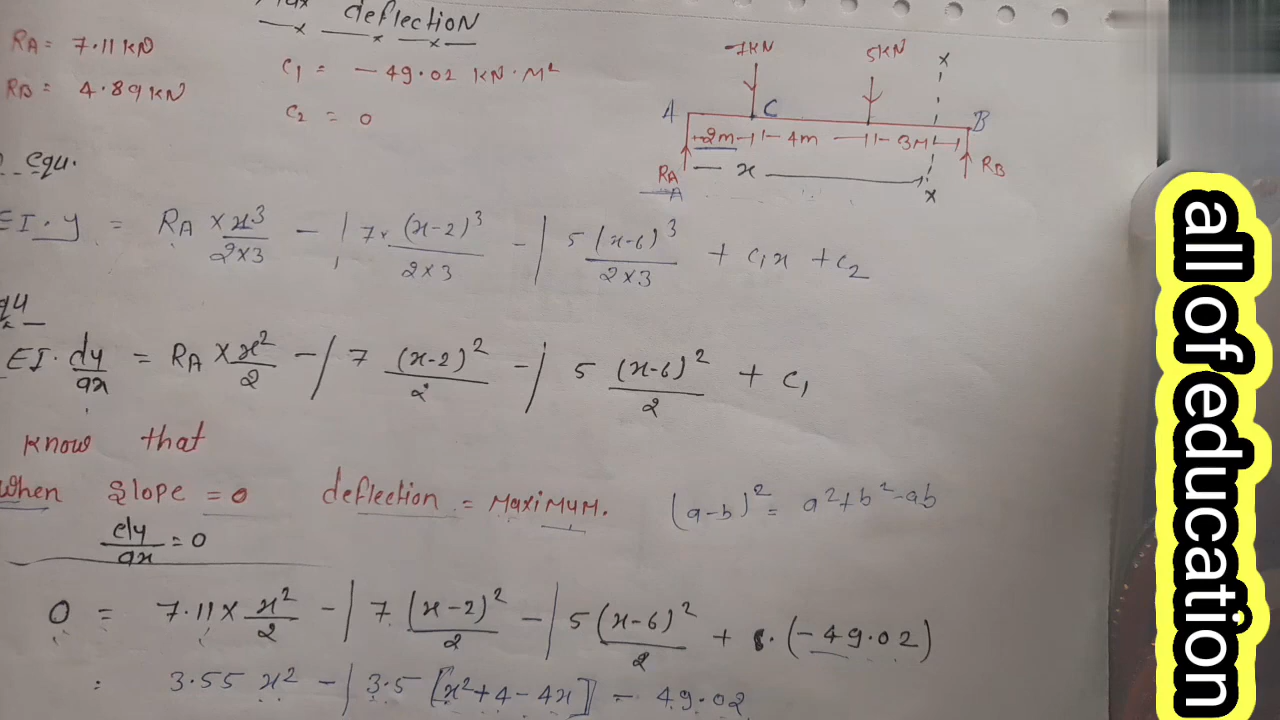 deflection
RA = 7.11 KN
RB = 4.89 KN
C1 = - 49.02 KN.M²
C2 = 0
7KN
5KN
x
A
C
B
2m
4m
3M
RA
x
RB
A
x
equ.
EI.y = RA × x³/2×3 - | 7× (x-2)³/2×3 - | 5 (x-6)³/2×3 + C1x + C2
EI. dy/dx = RA × x²/2 - | 7 (x-2)²/2 - | 5 (x-6)²/2 + C1
know that
when slope = 0 deflection = Maximum.
(a-b)² = a²+b²-ab
dy/dx = 0
0 = 7.11 × x²/2 - | 7 (x-2)²/2 - | 5 (x-6)²/2 + (-49.02)
: 3.55 x² - | 3.5 [x²+4-4x] - 49.02
all of education